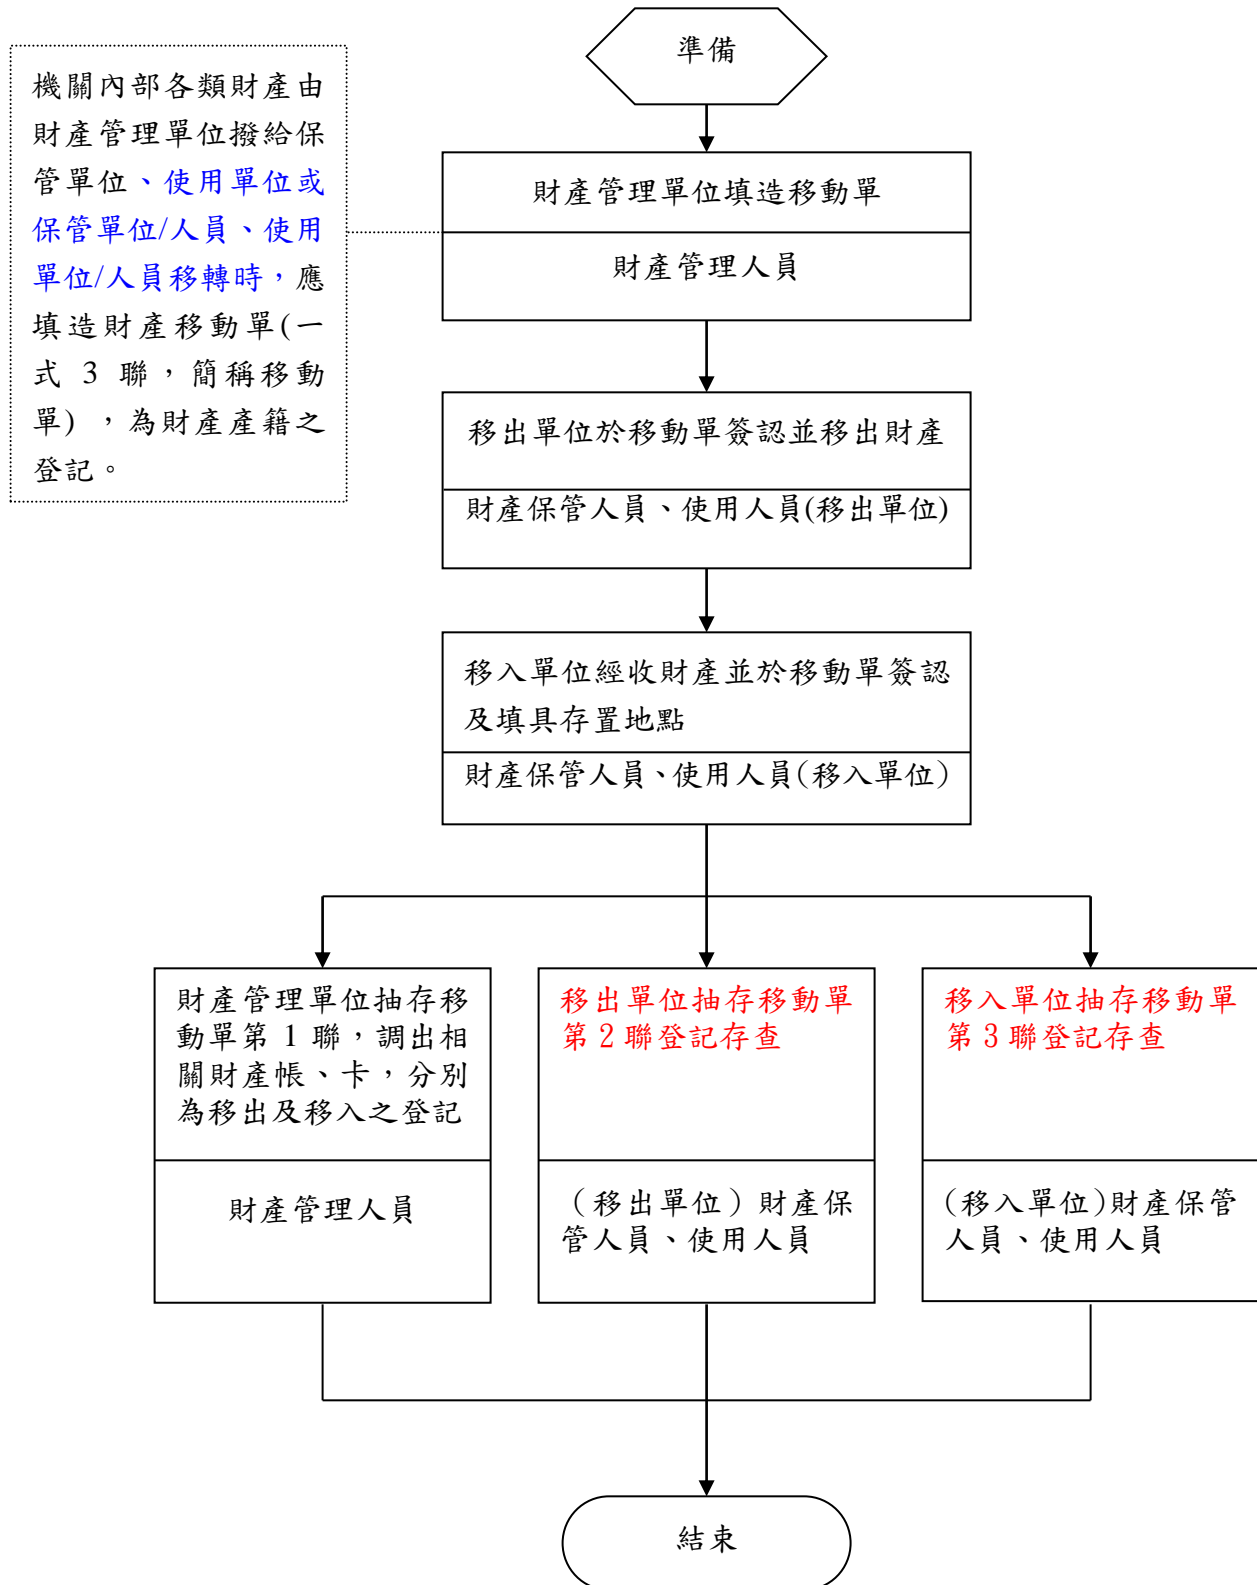 準備
機關內部各類財產由
財產管理單位撥給保
管單位、使用單位或
保管單位/人員、使用
單位/人員移轉時，應
填造財產移動單(一
式 3 聯，簡稱移動
單)，為財產產籍之
登記。
財產管理單位填造移動單
財產管理人員
移出單位於移動單簽認並移出財產
財產保管人員、使用人員(移出單位)
移入單位經收財產並於移動單簽認
及填具存置地點
財產保管人員、使用人員(移入單位)
財產管理單位抽存移
動單第 1 聯，調出相
關財產帳、卡，分別
為移出及移入之登記
財產管理人員
移出單位抽存移動單
第 2 聯登記存查
（移出單位）財產保
管人員、使用人員
移入單位抽存移動單
第 3 聯登記存查
(移入單位)財產保管
人員、使用人員
結束